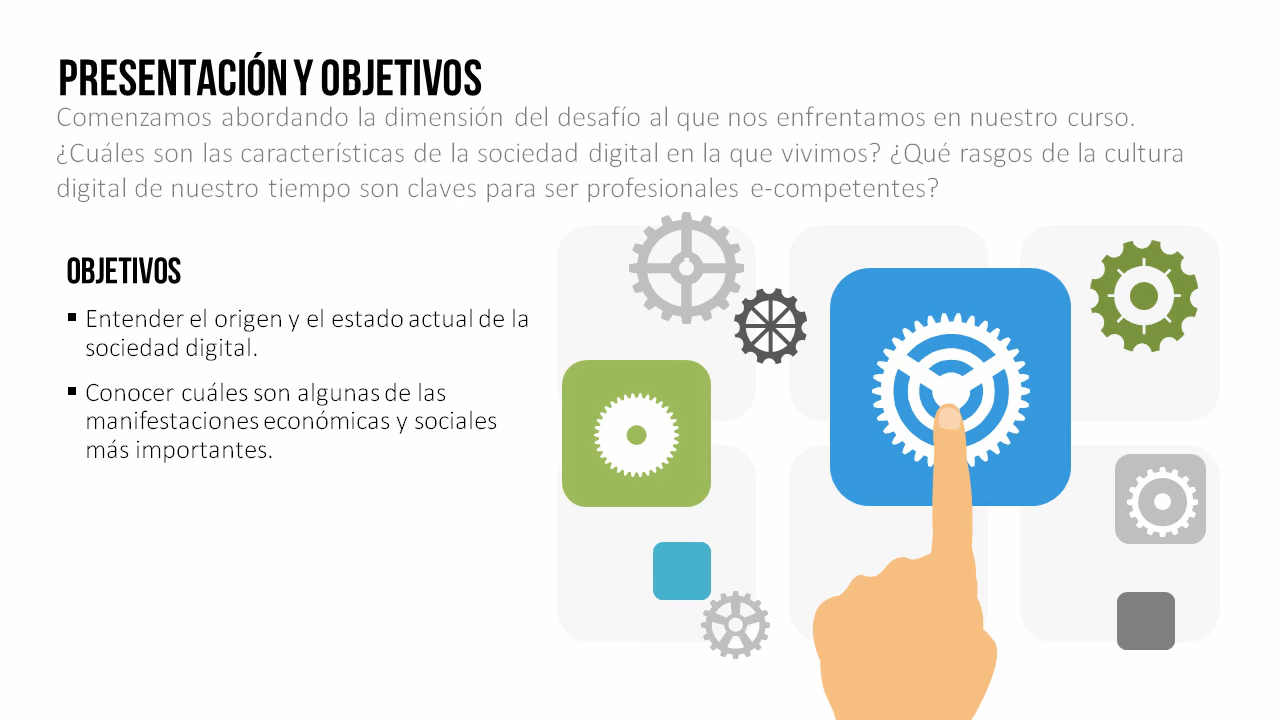 PRESENTACIÓN Y OBJETIVOS
Comenzamos abordando la dimensión del desafío al que nos enfrentamos en nuestro curso.
¿Cuáles son las características de la sociedad digital en la que vivimos? ¿Qué rasgos de la cultura
digital de nuestro tiempo son claves para ser profesionales e-competentes?
OBJETIVOS
▪ Entender el origen y el estado actual de la
sociedad digital.
▪ Conocer cuáles son algunas de las
manifestaciones económicas y sociales
más importantes.